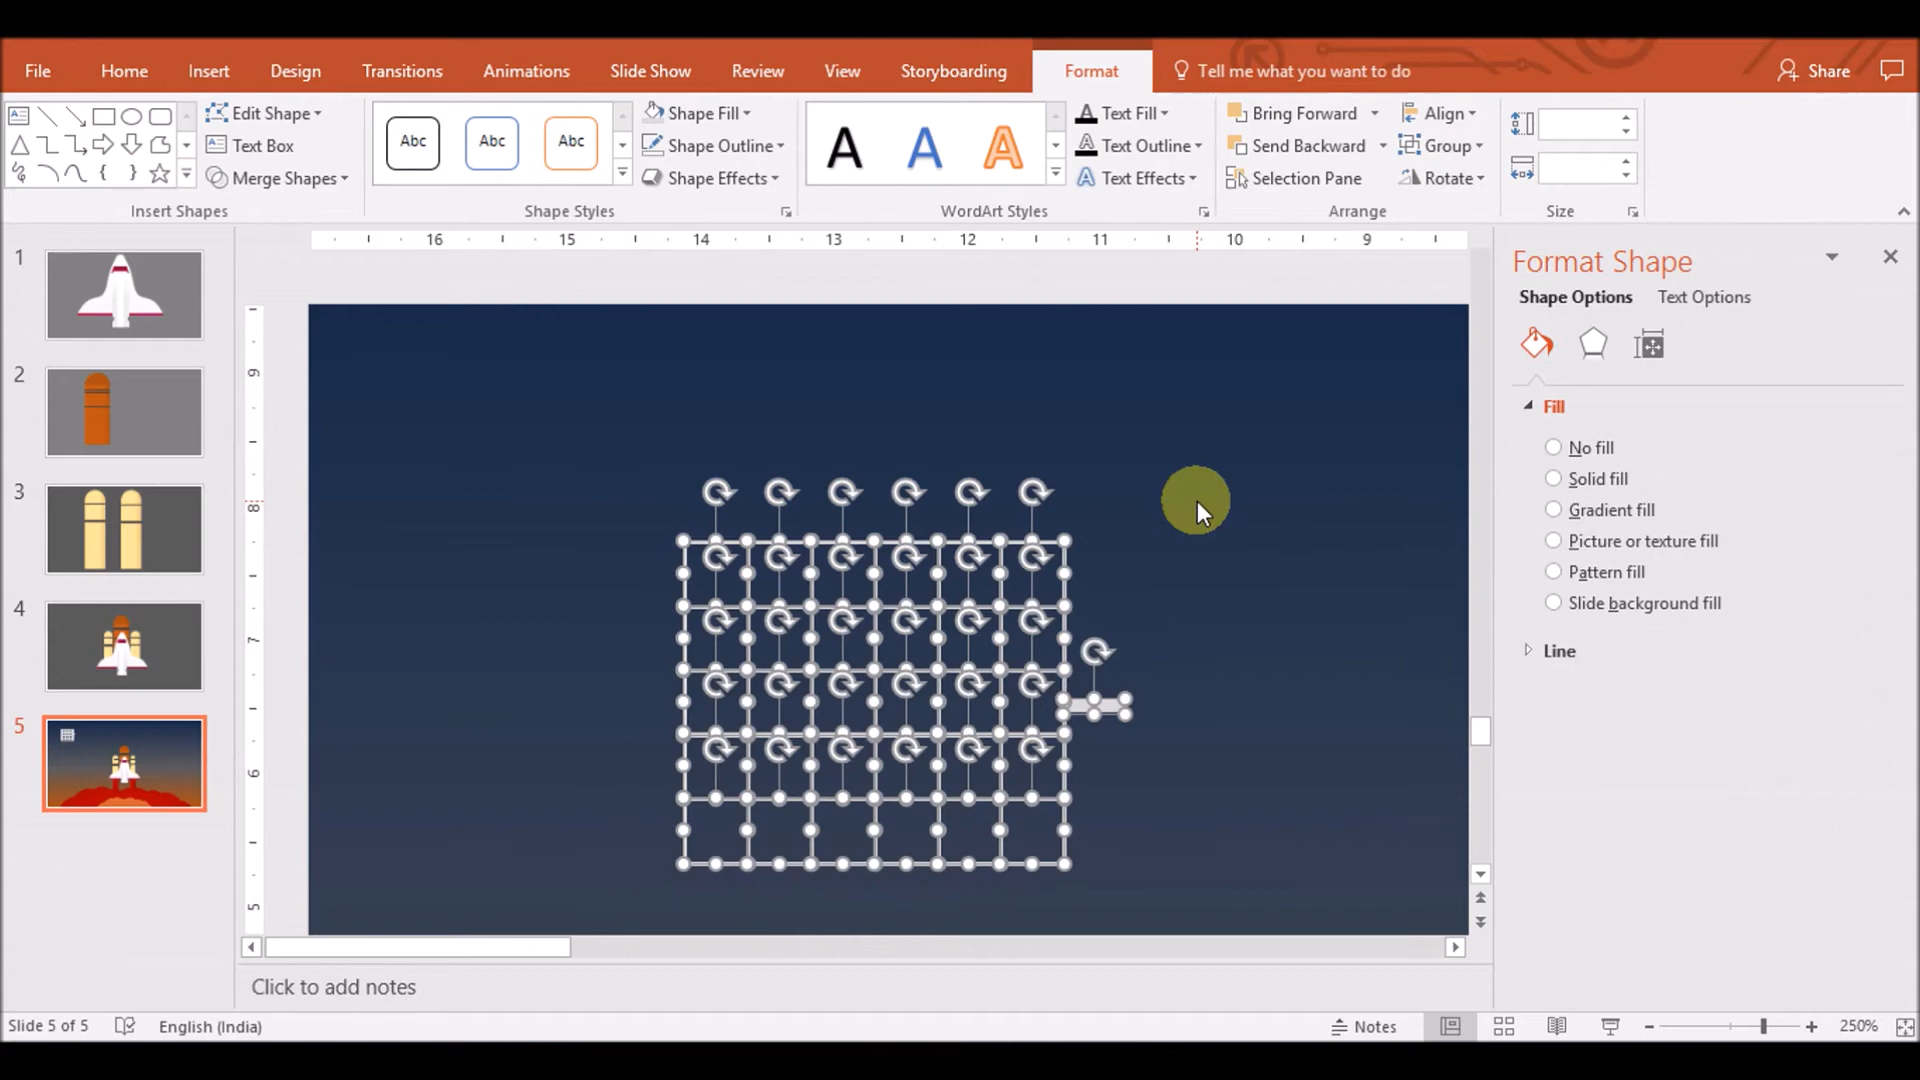 File Home Insert Design Transitions Animations Slide Show Review View Storyboarding Format Tell me what you want to do Share
Edit Shape
Text Box
Merge Shapes
Insert Shapes
Abc Abc Abc
Shape Fill
Shape Outline
Shape Effects
Shape Styles
A A A
Text Fill
Text Outline
Text Effects
WordArt Styles
Bring Forward
Send Backward
Selection Pane
Align
Group
Rotate
Arrange
Size
16 15 14 13 12 11 10 9
9
8
7
6
5
1
2
3
4
5
Format Shape
Shape Options Text Options
Fill
No fill
Solid fill
Gradient fill
Picture or texture fill
Pattern fill
Slide background fill
Line
Click to add notes
Slide 5 of 5 English (India) Notes 250%